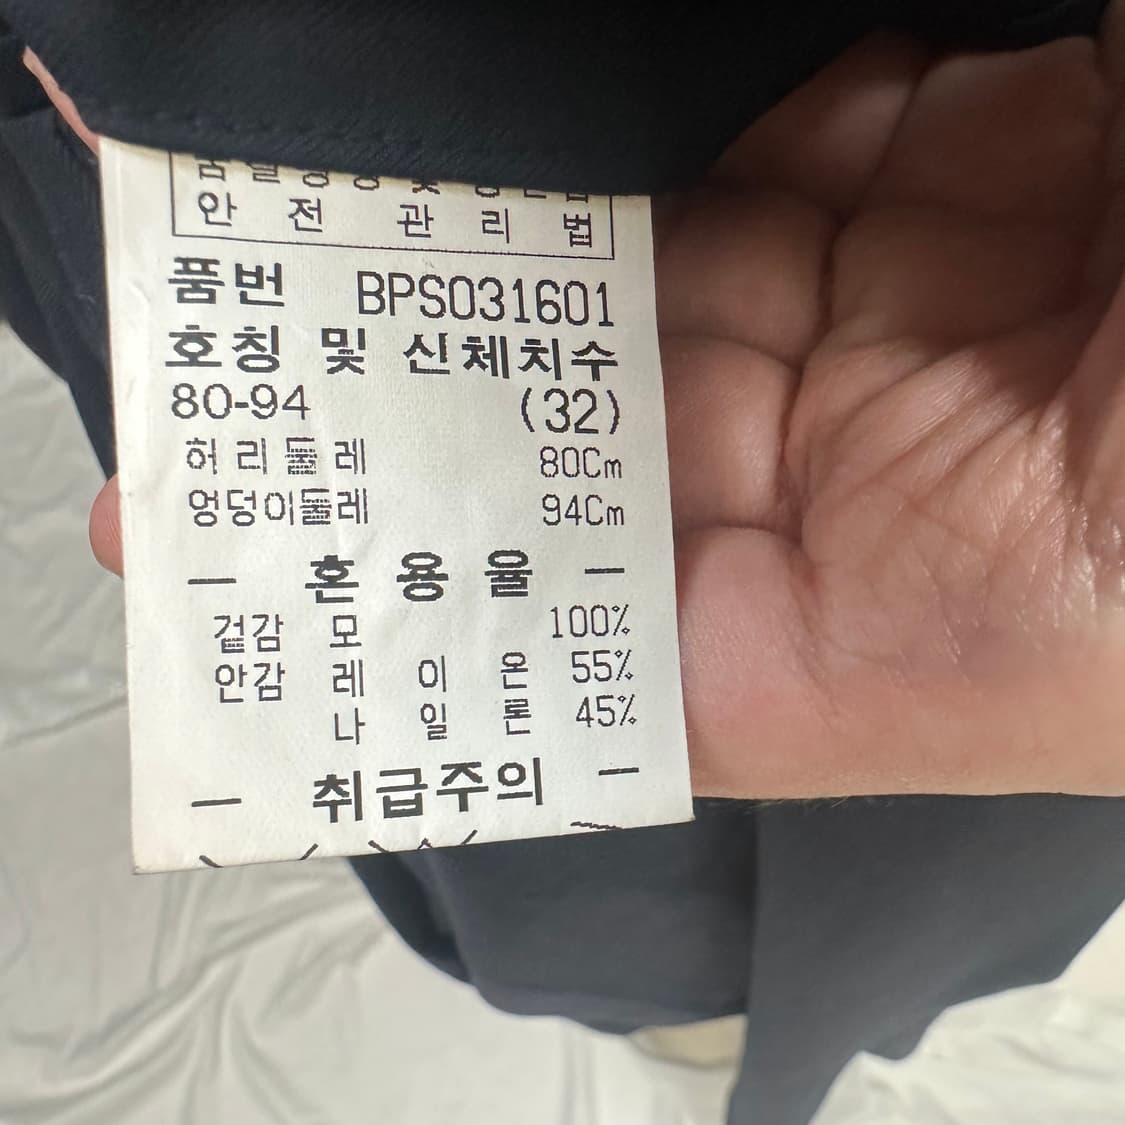 안 전 관 리 법
품번 BPS031601
호칭 및 신체치수
80-94 (32)
허리둘레 80Cm
엉덩이둘레 94Cm
— 혼 용 율 —
겉감 모 100%
안감 레 이 온 55%
나 일 론 45%
— 취급주의 —